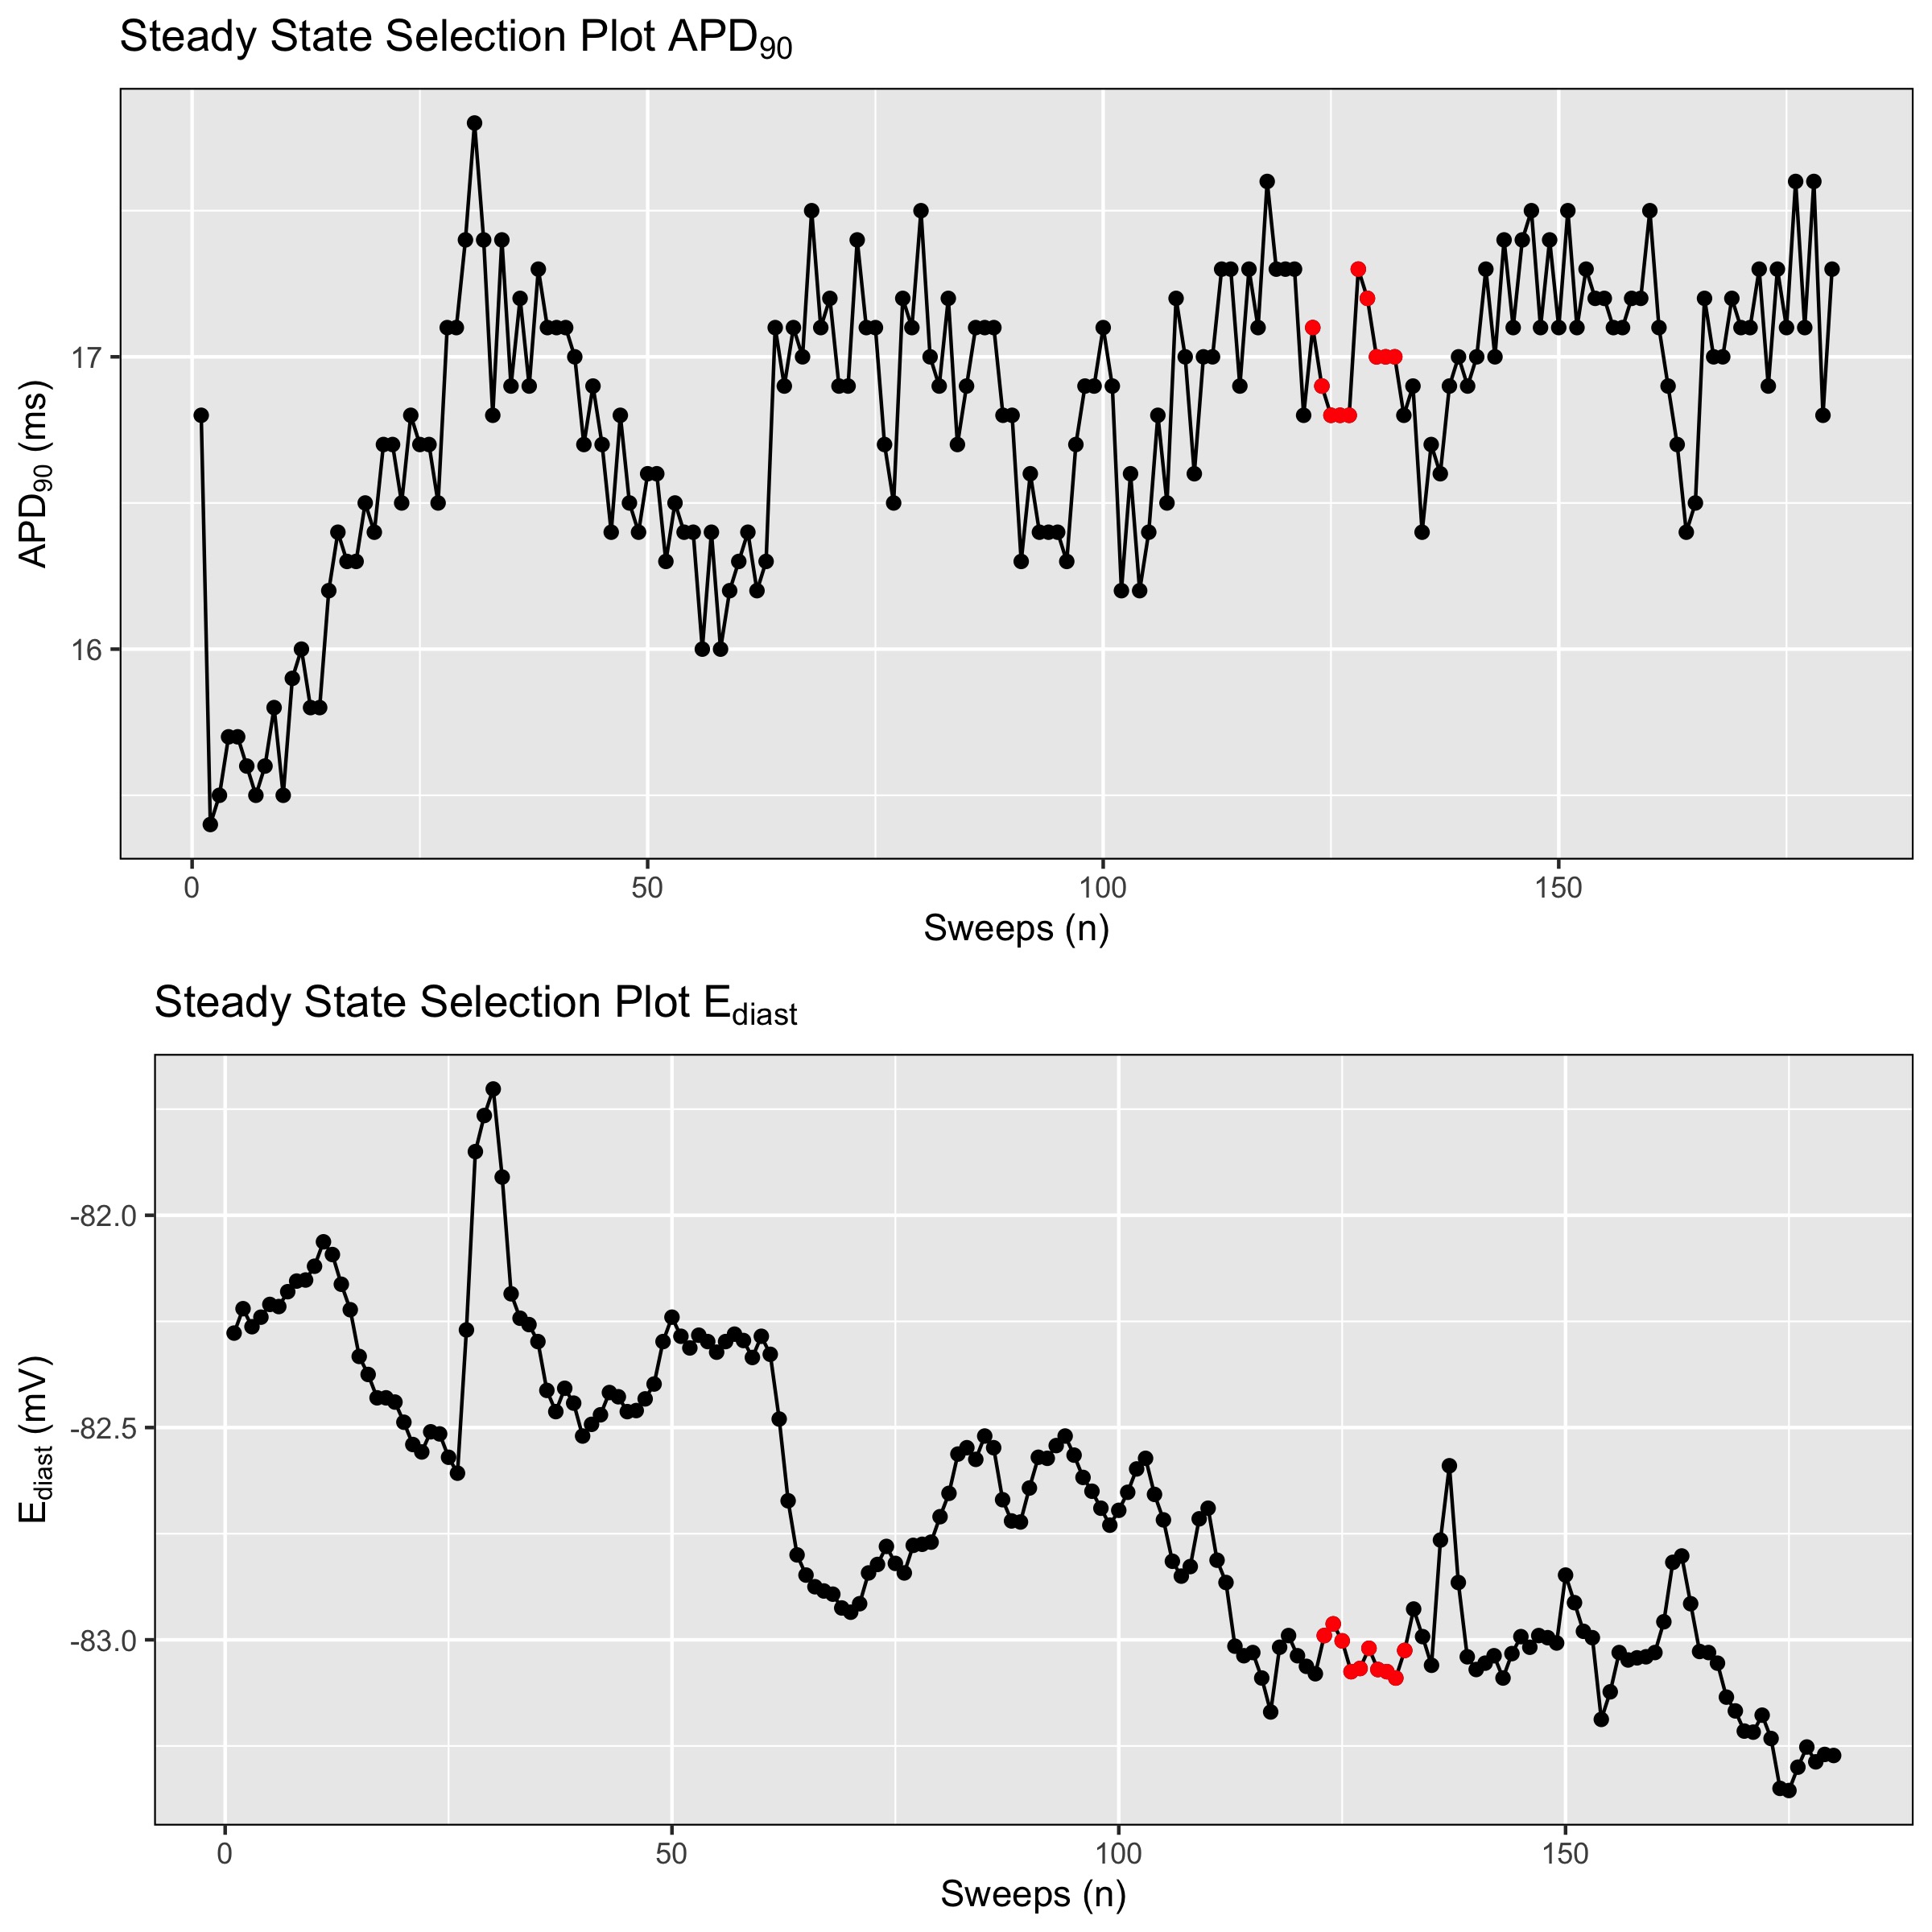 Steady State Selection Plot APD90
17
16
APD90 (ms)
0 50 100 150
Sweeps (n)
Steady State Selection Plot Ediast
-82.0
-82.5
-83.0
Ediast (mV)
0 50 100 150
Sweeps (n)